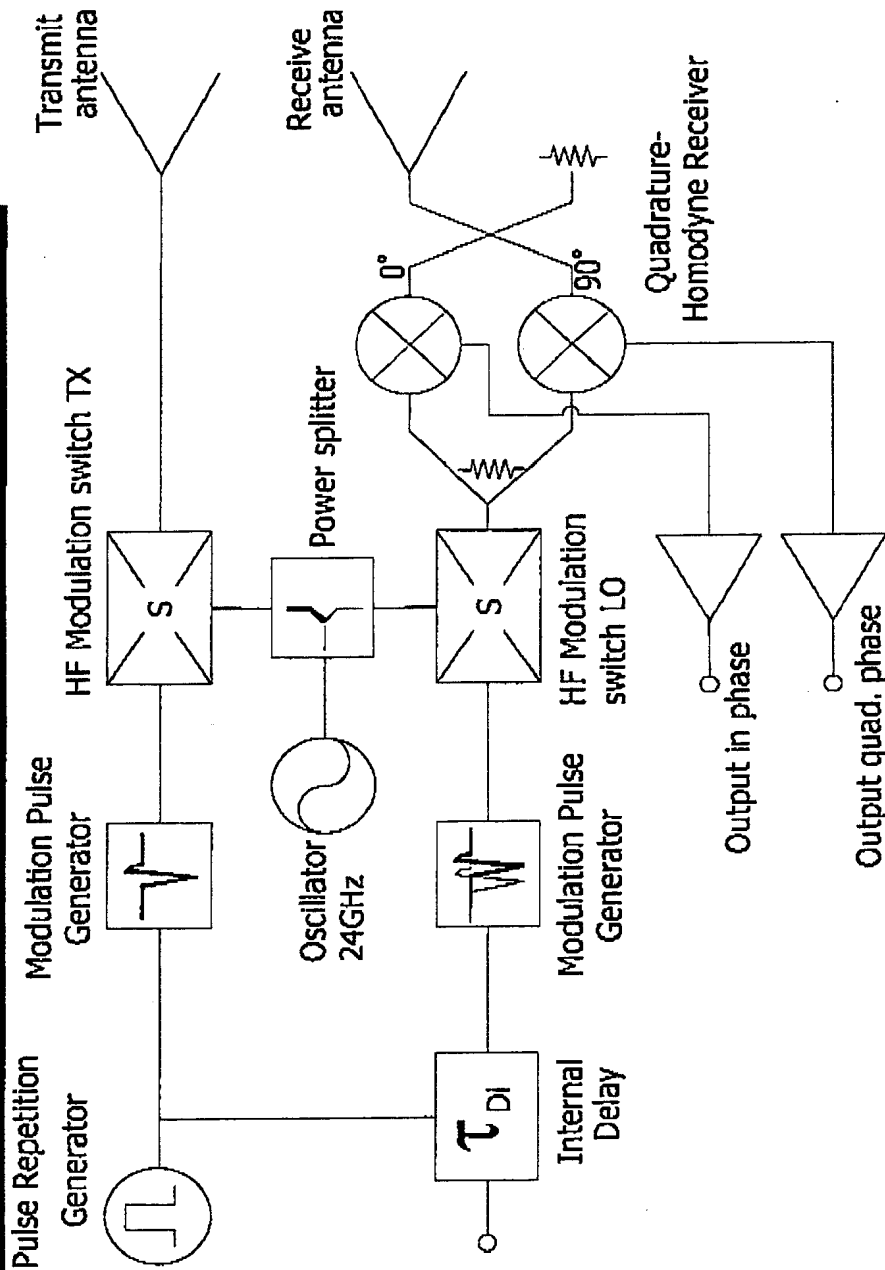 Pulse Repetition
Generator
Modulation Pulse
Generator
HF Modulation switch TX
Transmit
antenna
Oscillator
24GHz
Power splitter
Receive
antenna
0°
90°
S
S
τ DI
Internal
Delay
Modulation Pulse
Generator
HF Modulation
switch LO
Quadrature-
Homodyne Receiver
Output in phase
Output quad. phase